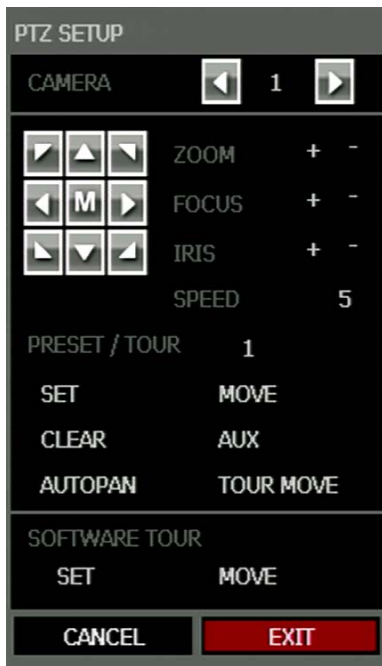 PTZ SETUP
CAMERA 1
ZOOM + -
M FOCUS + -
IRIS + -
SPEED 5
PRESET / TOUR 1
SET MOVE
CLEAR AUX
AUTOPAN TOUR MOVE
SOFTWARE TOUR
SET MOVE
CANCEL EXIT